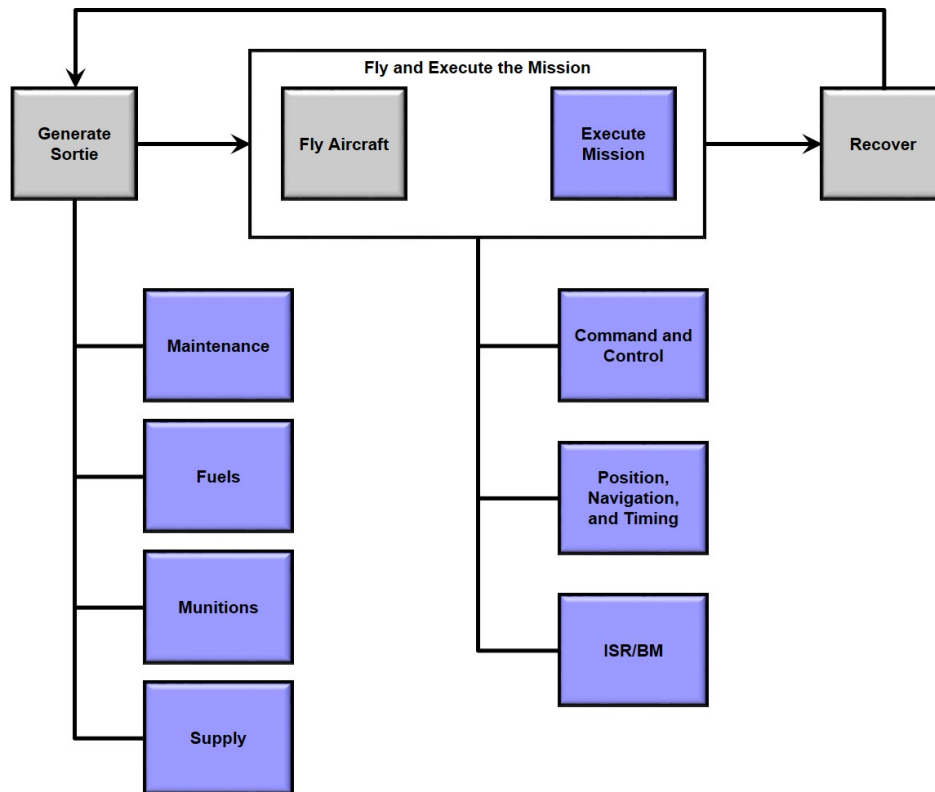 Fly and Execute the Mission
Generate
Sortie
Fly Aircraft
Execute
Mission
Recover
Maintenance
Fuels
Munitions
Supply
Command and
Control
Position,
Navigation,
and Timing
ISR/BM